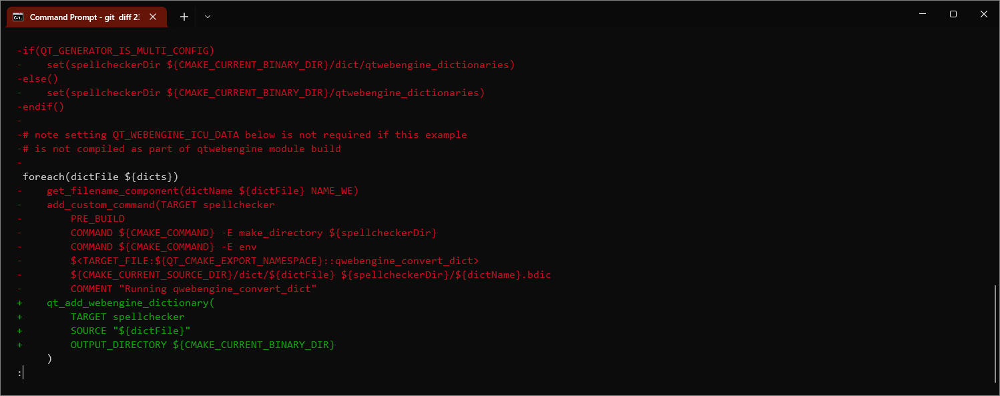 Command Prompt - git  diff 2
-if(QT_GENERATOR_IS_MULTI_CONFIG)
-    set(spellcheckerDir ${CMAKE_CURRENT_BINARY_DIR}/dict/qtwebengine_dictionaries)
-else()
-    set(spellcheckerDir ${CMAKE_CURRENT_BINARY_DIR}/qtwebengine_dictionaries)
-endif()
-
-# note setting QT_WEBENGINE_ICU_DATA below is not required if this example
-# is not compiled as part of qtwebengine module build
-
 foreach(dictFile ${dicts})
-    get_filename_component(dictName ${dictFile} NAME_WE)
-    add_custom_command(TARGET spellchecker
-        PRE_BUILD
-        COMMAND ${CMAKE_COMMAND} -E make_directory ${spellcheckerDir}
-        COMMAND ${CMAKE_COMMAND} -E env
-        $<TARGET_FILE:${QT_CMAKE_EXPORT_NAMESPACE}::qwebengine_convert_dict>
-        ${CMAKE_CURRENT_SOURCE_DIR}/dict/${dictFile} ${spellcheckerDir}/${dictName}.bdic
-        COMMENT "Running qwebengine_convert_dict"
+    qt_add_webengine_dictionary(
+        TARGET spellchecker
+        SOURCE "${dictFile}"
+        OUTPUT_DIRECTORY ${CMAKE_CURRENT_BINARY_DIR}
     )
: